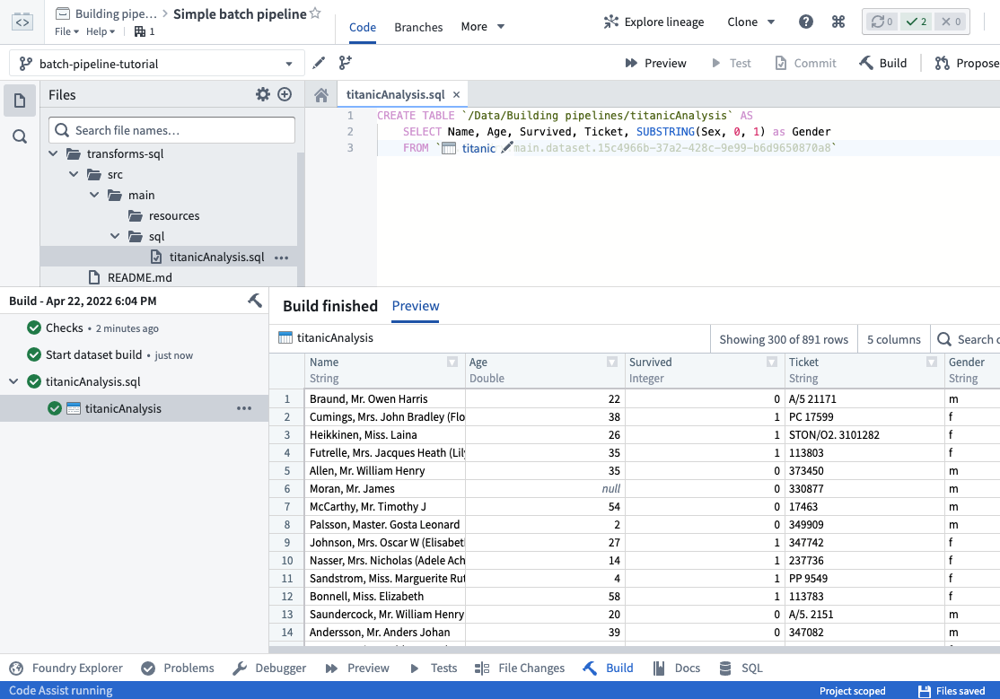 Building pipe... > Simple batch pipeline
File Help 1
Code Branches More
Explore lineage Clone 0 2 0
batch-pipeline-tutorial
Preview Test Commit Build Propose
Files
titanicAnalysis.sql ×
Search file names...
transforms-sql
src
main
resources
sql
titanicAnalysis.sql ...
README.md
1 CREATE TABLE `/Data/Building pipelines/titanicAnalysis` AS
2 SELECT Name, Age, Survived, Ticket, SUBSTRING(Sex, 0, 1) as Gender
3 FROM `titanic main.dataset.15c4966b-37a2-428c-9e99-b6d9650870a8`
Build - Apr 22, 2022 6:04 PM
Checks • 2 minutes ago
Start dataset build • just now
titanicAnalysis.sql
titanicAnalysis ...
Build finished Preview
titanicAnalysis
Showing 300 of 891 rows 5 columns Search
Name Age Survived Ticket Gender
String Double Integer String String
1 Braund, Mr. Owen Harris 22 0 A/5 21171 m
2 Cumings, Mrs. John Bradley (Flo 38 1 PC 17599 f
3 Heikkinen, Miss. Laina 26 1 STON/O2. 3101282 f
4 Futrelle, Mrs. Jacques Heath (Lily 35 1 113803 f
5 Allen, Mr. William Henry 35 0 373450 m
6 Moran, Mr. James null 0 330877 m
7 McCarthy, Mr. Timothy J 54 0 17463 m
8 Palsson, Master. Gosta Leonard 2 0 349909 m
9 Johnson, Mrs. Oscar W (Elisabet 27 1 347742 f
10 Nasser, Mrs. Nicholas (Adele Ach 14 1 237736 f
11 Sandstrom, Miss. Marguerite Rut 4 1 PP 9549 f
12 Bonnell, Miss. Elizabeth 58 1 113783 f
13 Saundercock, Mr. William Henry 20 0 A/5. 2151 m
14 Andersson, Mr. Anders Johan 39 0 347082 m
Foundry Explorer Problems Debugger Preview Tests File Changes Build Docs SQL
Code Assist running Project scoped Files saved